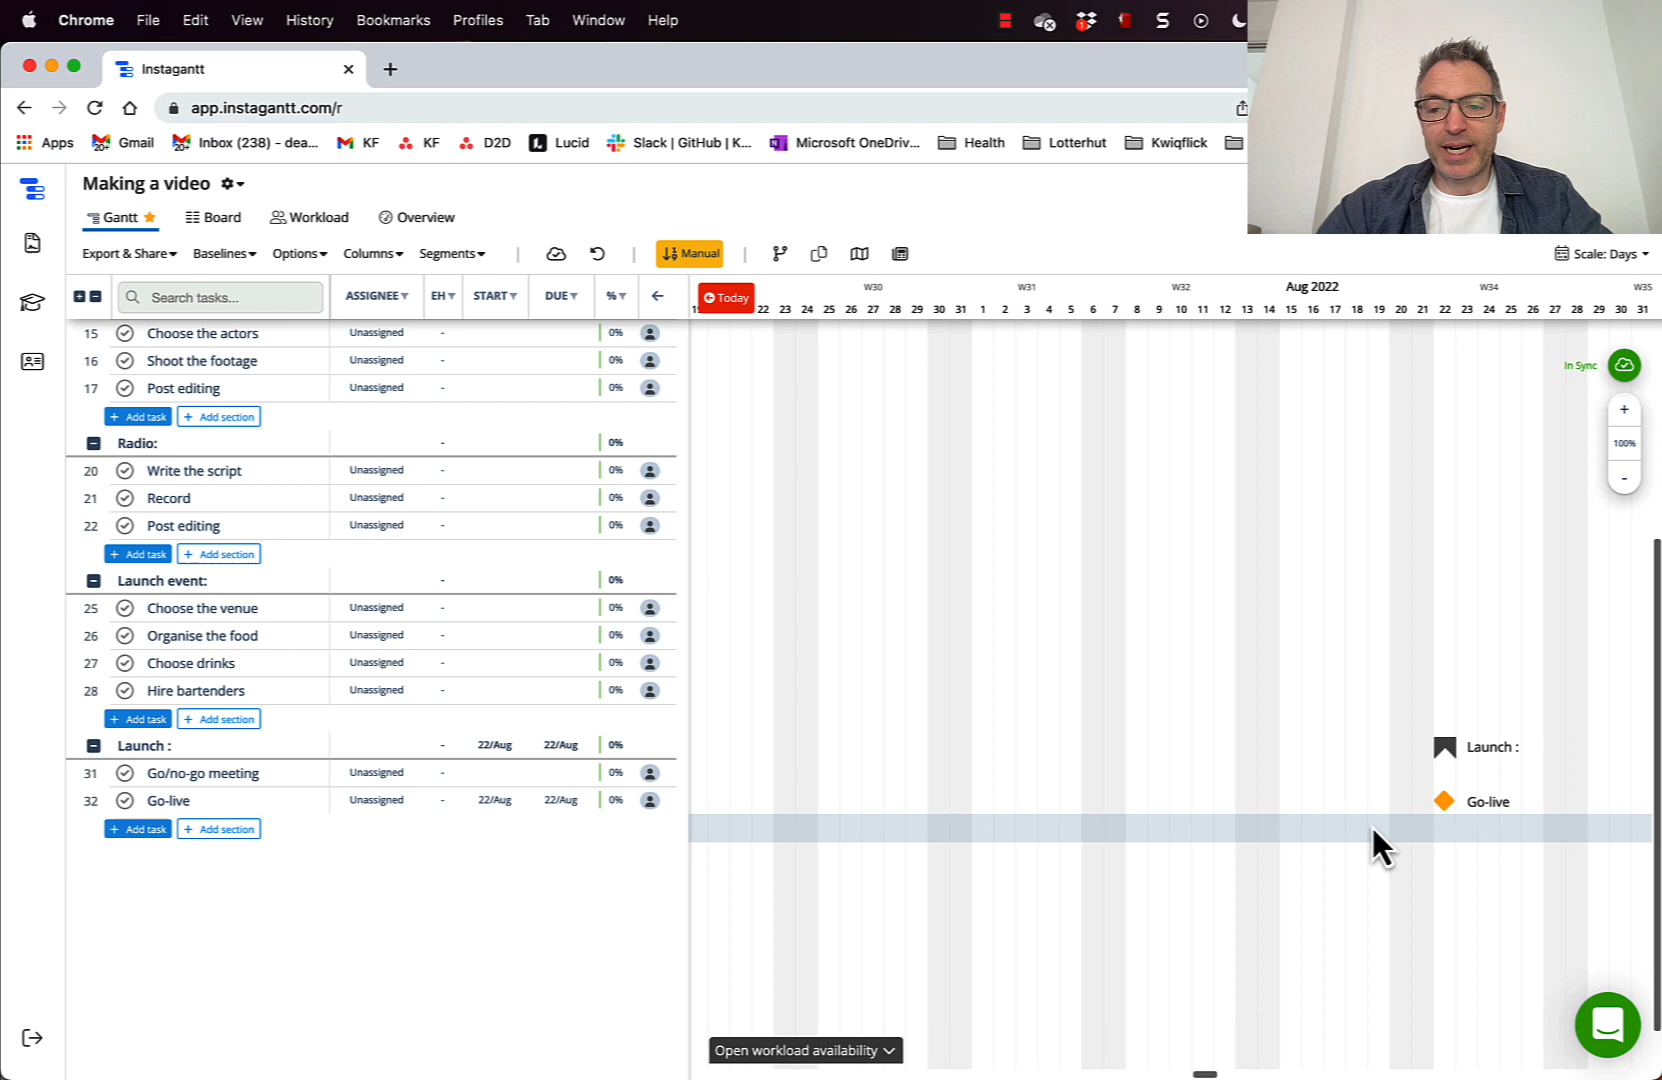 Chrome File Edit View History Bookmarks Profiles Tab Window Help
Instagantt
app.instagantt.com/r
Apps Gmail Inbox (238) - dea... KF KF D2D Lucid Slack | GitHub | K... Microsoft OneDriv... Health Lotterhut Kwiqflick
Making a video
Gantt Board Workload Overview
Export & Share Baselines Options Columns Segments Manual Scale: Days
Search tasks... ASSIGNEE EH START DUE % Today
W30 W31 W32 Aug 2022 W34 W35
22 23 24 25 26 27 28 29 30 31 1 2 3 4 5 6 7 8 9 10 11 12 13 14 15 16 17 18 19 20 21 22 23 24 25 26 27 28 29 30 31
15 Choose the actors Unassigned - 0%
In Sync
16 Shoot the footage Unassigned - 0%
17 Post editing Unassigned - 0%
+ Add task + Add section
+
100%
-
Radio: - 0%
20 Write the script Unassigned - 0%
21 Record Unassigned - 0%
22 Post editing Unassigned - 0%
+ Add task + Add section
Launch event: - 0%
25 Choose the venue Unassigned - 0%
26 Organise the food Unassigned - 0%
27 Choose drinks Unassigned - 0%
28 Hire bartenders Unassigned - 0%
+ Add task + Add section
Launch : - 22/Aug 22/Aug 0% Launch :
31 Go/no-go meeting Unassigned - 0%
32 Go-live Unassigned - 22/Aug 22/Aug 0% Go-live
+ Add task + Add section
Open workload availability